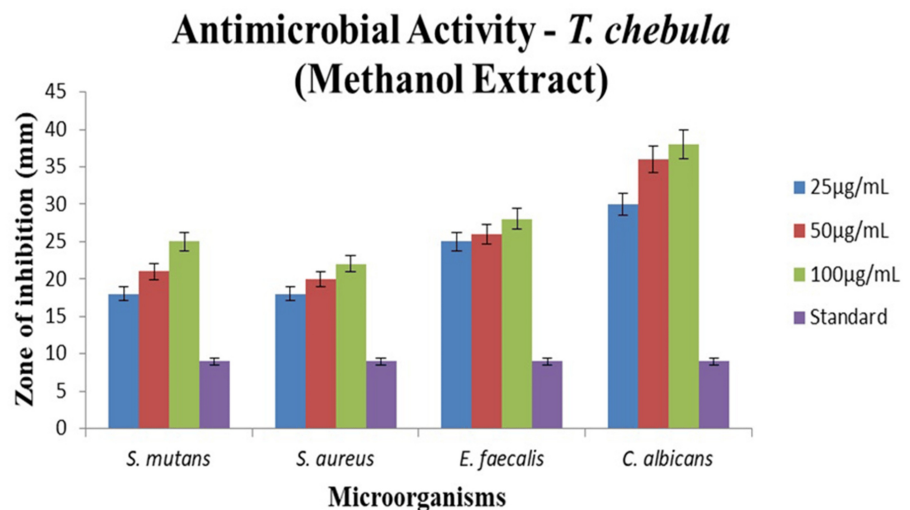 Antimicrobial Activity - T. chebula
(Methanol Extract)
Zone of inhibition (mm)
45
40
35
30
25
20
15
10
5
0
S. mutans
S. aureus
E. faecalis
C. albicans
Microorganisms
25µg/mL
50µg/mL
100µg/mL
Standard